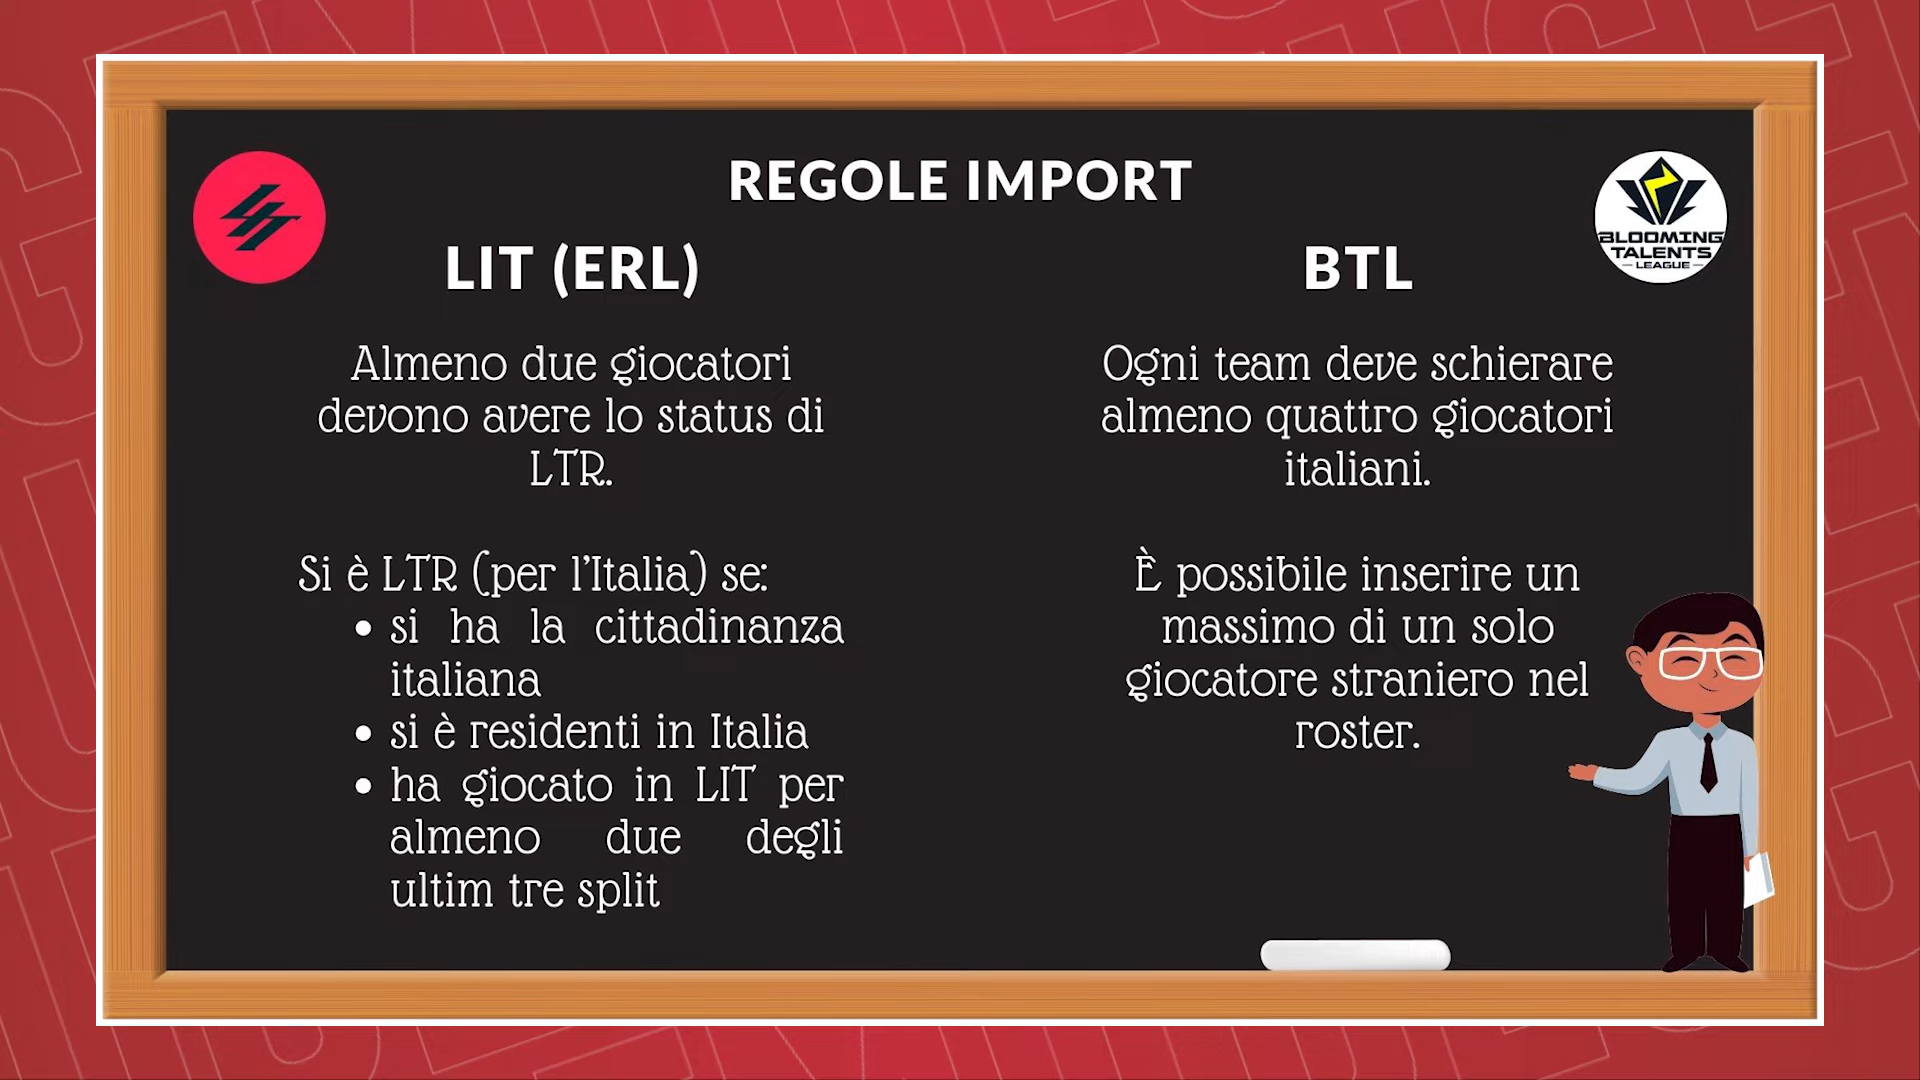 REGOLE IMPORT
LIT (ERL)
Almeno due giocatori
devono avere lo status di
LTR.
Si è LTR (per l'Italia) se:
• si ha la cittadinanza
italiana
• si è residenti in Italia
• ha giocato in LIT per
almeno due degli
ultim tre split
BTL
Ogni team deve schierare
almeno quattro giocatori
italiani.
È possibile inserire un
massimo di un solo
giocatore straniero nel
roster.
BLOOMING
TALENTS
LEAGUE